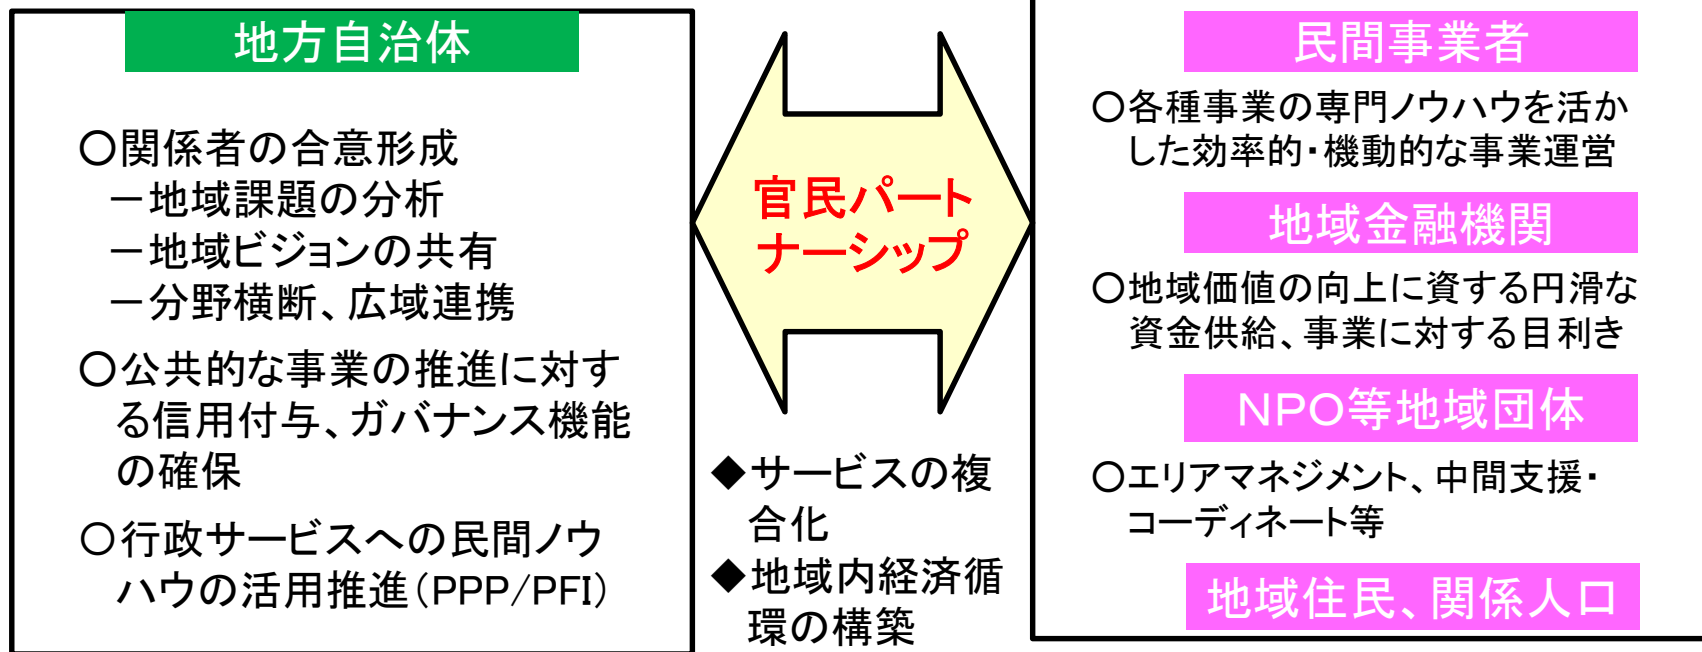 地方自治体
〇関係者の合意形成
－地域課題の分析
－地域ビジョンの共有
－分野横断、広域連携
〇公共的な事業の推進に対す
る信用付与、ガバナンス機能
の確保
〇行政サービスへの民間ノウ
ハウの活用推進（PPP/PFI）
官民パート
ナーシップ
◆サービスの複
合化
◆地域内経済循
環の構築
民間事業者
〇各種事業の専門ノウハウを活か
した効率的・機動的な事業運営
地域金融機関
〇地域価値の向上に資する円滑な
資金供給、事業に対する目利き
ＮＰＯ等地域団体
〇エリアマネジメント、中間支援・
コーディネート等
地域住民、関係人口